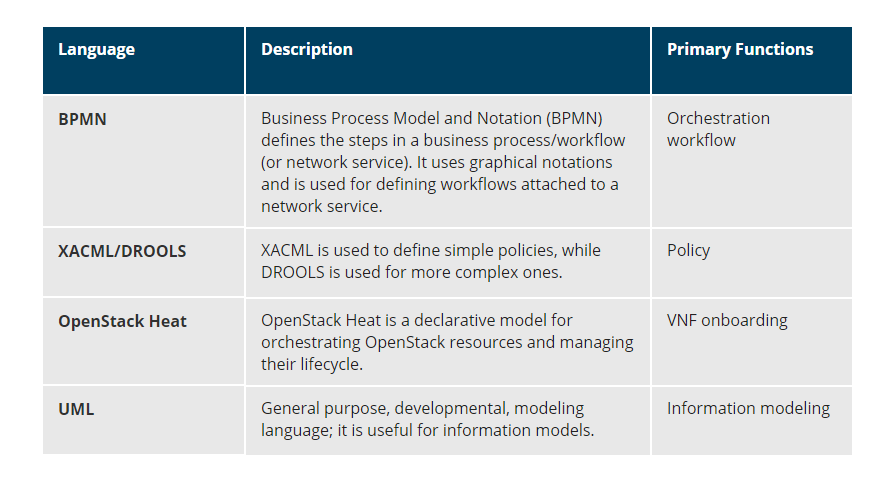 Language Description Primary Functions
BPMN
Business Process Model and Notation (BPMN)
defines the steps in a business process/workflow
(or network service). It uses graphical notations
and is used for defining workflows attached to a
network service.
Orchestration
workflow
XACML/DROOLS
XACML is used to define simple policies, while
DROOLS is used for more complex ones.
Policy
OpenStack Heat
OpenStack Heat is a declarative model for
orchestrating OpenStack resources and managing
their lifecycle.
VNF onboarding
UML
General purpose, developmental, modeling
language; it is useful for information models.
Information modeling